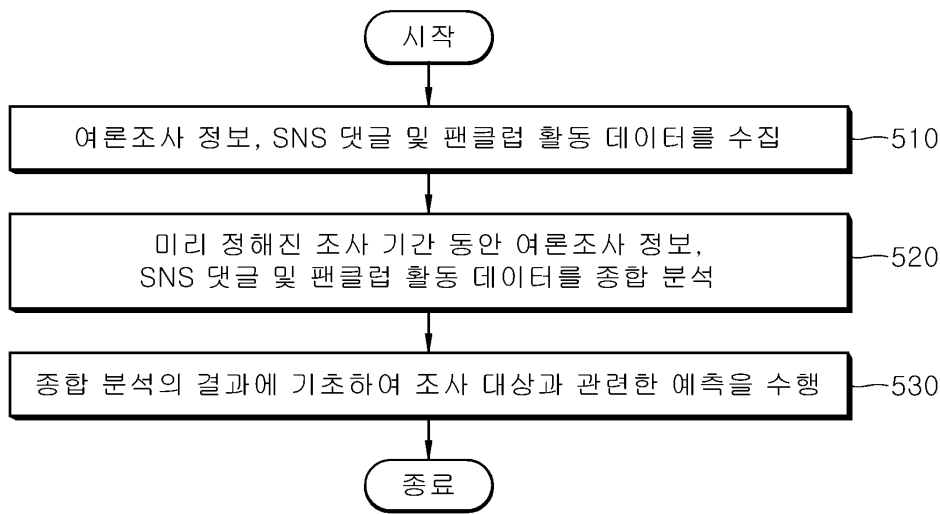 시작
여론조사 정보, SNS 댓글 및 팬클럽 활동 데이터를 수집
510
미리 정해진 조사 기간 동안 여론조사 정보,
SNS 댓글 및 팬클럽 활동 데이터를 종합 분석
520
종합 분석의 결과에 기초하여 조사 대상과 관련한 예측을 수행
530
종료